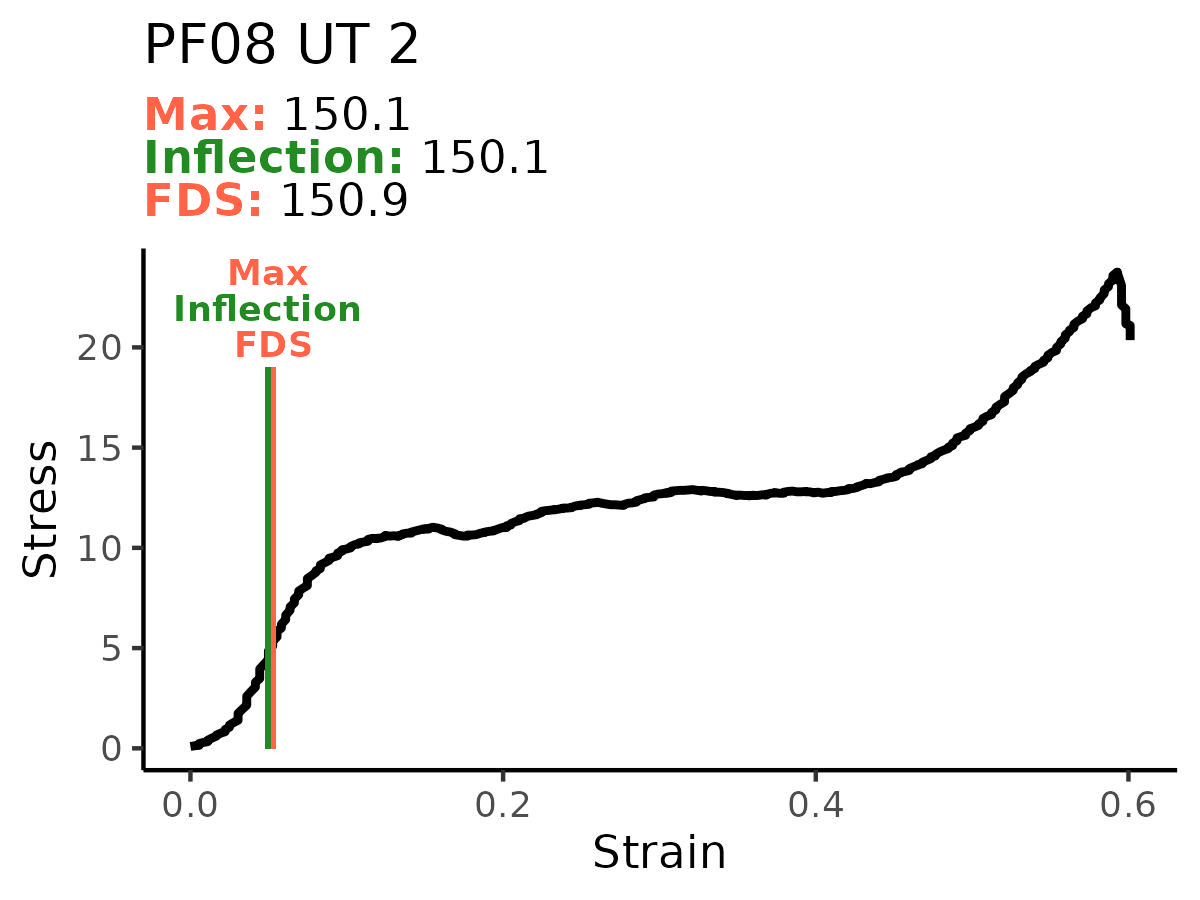 PF08 UT 2
Max: 150.1
Inflection: 150.1
FDS: 150.9
Max
Inflection
FDS
20
15
10
5
0
Stress
0.0 0.2 0.4 0.6
Strain